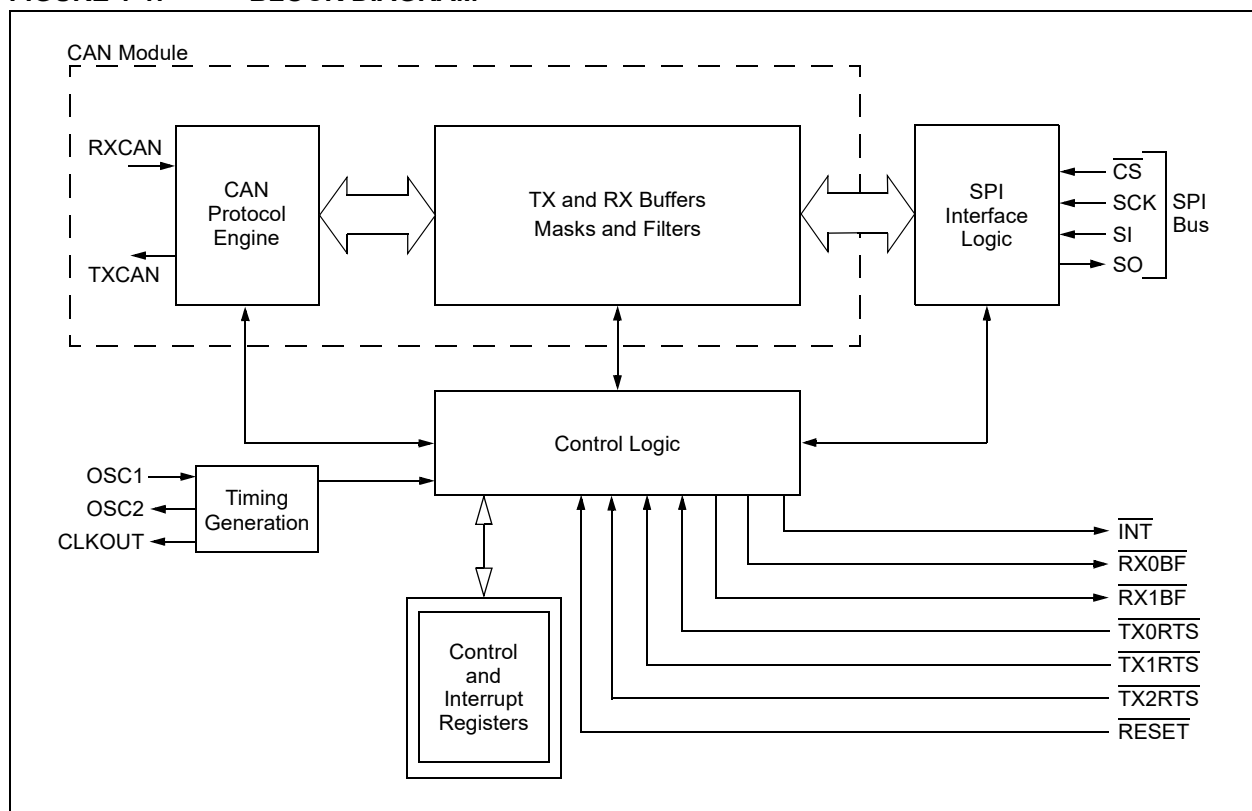 CAN Module
RXCAN
TXCAN
CAN
Protocol
Engine
TX and RX Buffers
Masks and Filters
SPI
Interface
Logic
CS
SCK
SI
SO
SPI
Bus
Control Logic
OSC1
OSC2
CLKOUT
Timing
Generation
Control
and
Interrupt
Registers
INT
RX0BF
RX1BF
TX0RTS
TX1RTS
TX2RTS
RESET